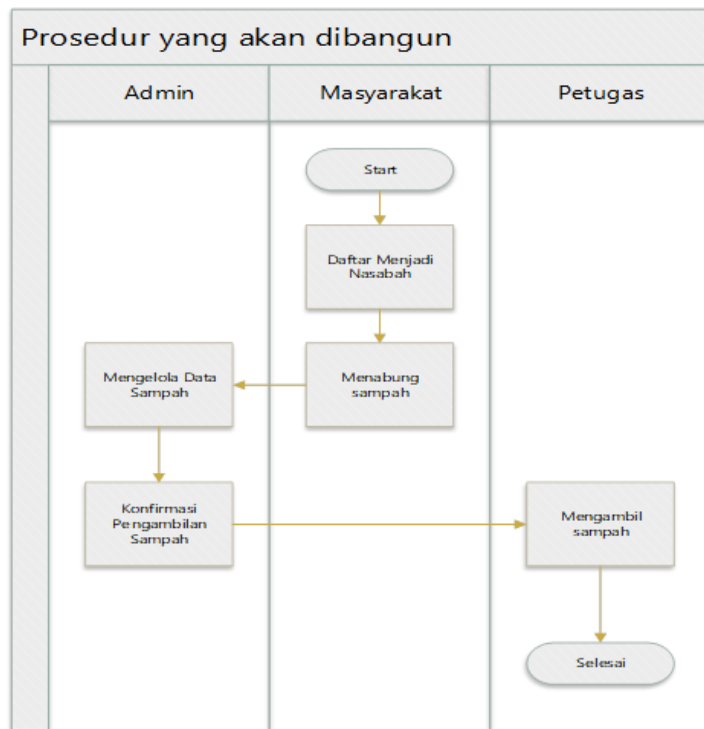 Prosedur yang akan dibangun
Admin
Masyarakat
Petugas
Start
Daftar Menjadi
Nasabah
Mengelola Data
Sampah
Menabung
sampah
Konfirmasi
Pengambilan
Sampah
Mengambil
sampah
Selesai